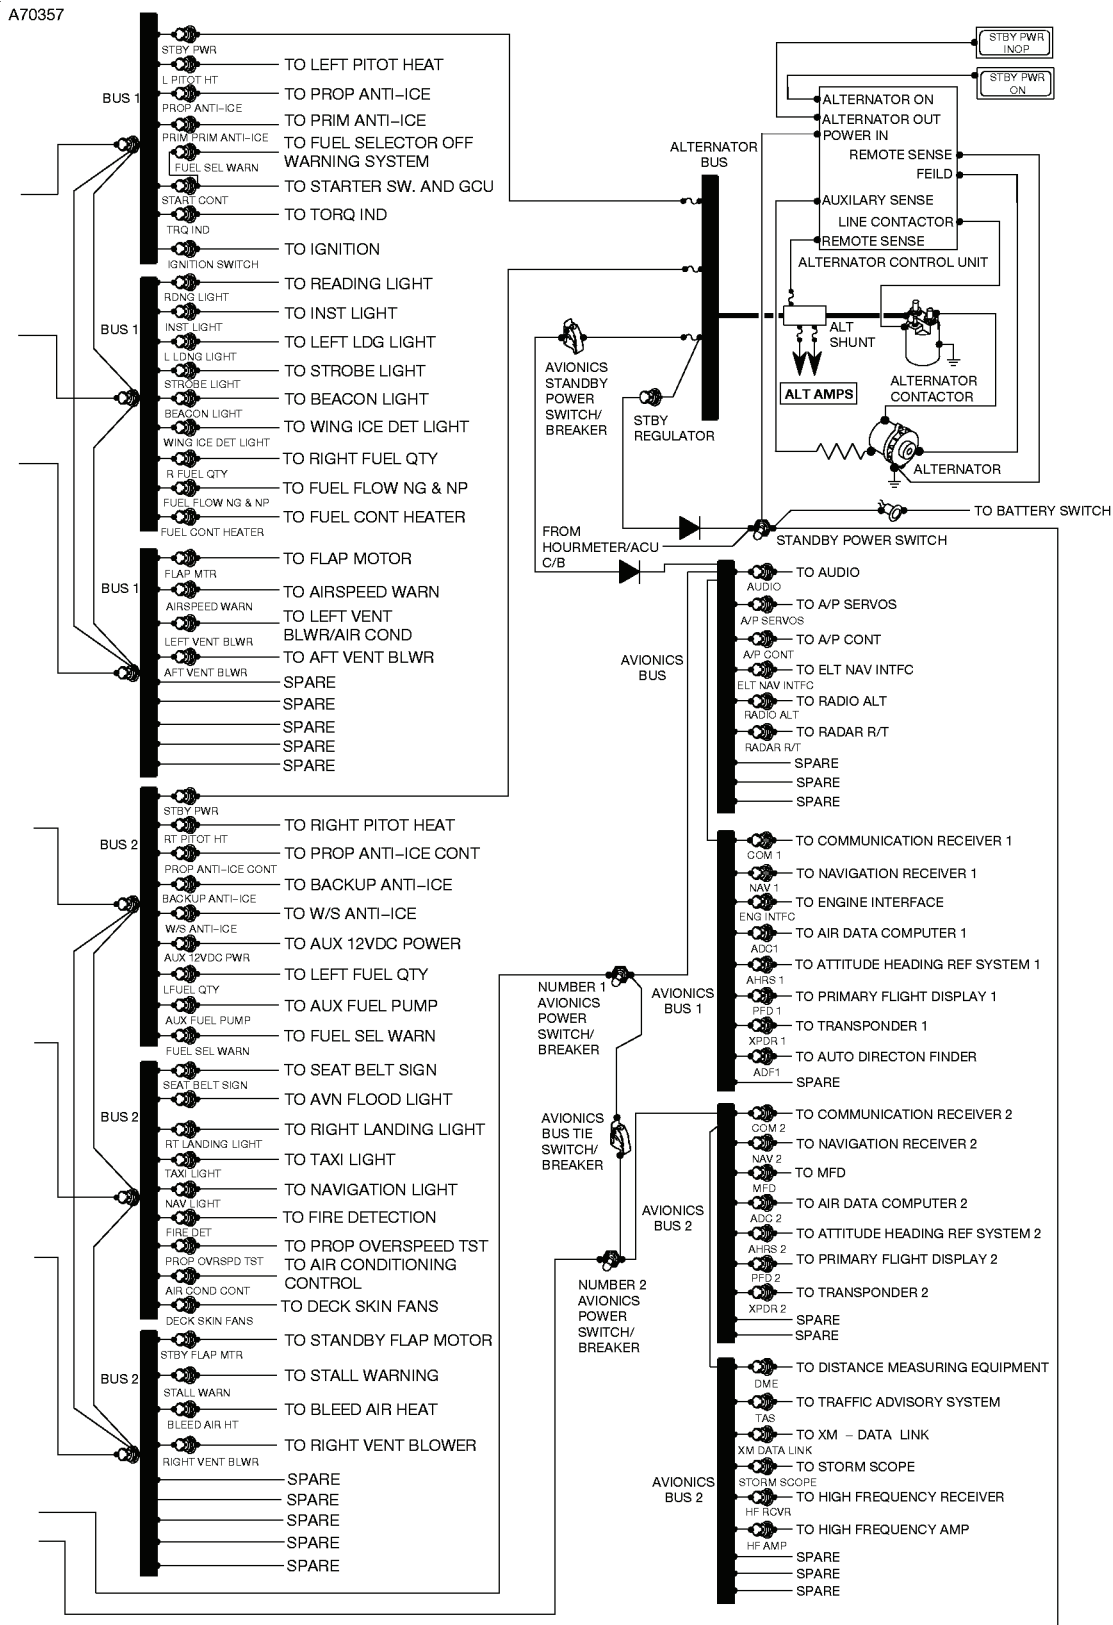 A70357
BUS 1
STBY PWR
TO LEFT PITOT HEAT
L PITOT HT
TO PROP ANTI-ICE
PROP ANTI-ICE
TO PRIM ANTI-ICE
PRIM PRIM ANTI-ICE
TO FUEL SELECTOR OFF
WARNING SYSTEM
FUEL SEL WARN
TO STARTER SW. AND GCU
START CONT
TO TORQ IND
TRQ IND
TO IGNITION
IGNITION SWITCH
BUS 1
TO READING LIGHT
RDNG LIGHT
TO INST LIGHT
INST LIGHT
TO LEFT LDG LIGHT
L LDNG LIGHT
TO STROBE LIGHT
STROBE LIGHT
TO BEACON LIGHT
BEACON LIGHT
TO WING ICE DET LIGHT
WING ICE DET LIGHT
TO RIGHT FUEL QTY
R FUEL QTY
TO FUEL FLOW NG & NP
FUEL FLOW NG & NP
TO FUEL CONT HEATER
FUEL CONT HEATER
BUS 1
TO FLAP MOTOR
FLAP MTR
TO AIRSPEED WARN
AIRSPEED WARN
TO LEFT VENT
BLWR/AIR COND
LEFT VENT BLWR
TO AFT VENT BLWR
AFT VENT BLWR
SPARE
SPARE
SPARE
SPARE
SPARE
BUS 2
STBY PWR
TO RIGHT PITOT HEAT
RT PITOT HT
TO PROP ANTI-ICE CONT
PROP ANTI-ICE CONT
TO BACKUP ANTI-ICE
BACKUP ANTI-ICE
TO W/S ANTI-ICE
W/S ANTI-ICE
TO AUX 12VDC POWER
AUX 12VDC PWR
TO LEFT FUEL QTY
LFUEL QTY
TO AUX FUEL PUMP
AUX FUEL PUMP
TO FUEL SEL WARN
FUEL SEL WARN
BUS 2
TO SEAT BELT SIGN
SEAT BELT SIGN
TO AVN FLOOD LIGHT
TO RIGHT LANDING LIGHT
RT LANDING LIGHT
TO TAXI LIGHT
TAXI LIGHT
TO NAVIGATION LIGHT
NAV LIGHT
TO FIRE DETECTION
FIRE DET
TO PROP OVERSPEED TST
PROP OVRSPD TST
TO AIR CONDITIONING
CONTROL
AIR COND CONT
TO DECK SKIN FANS
DECK SKIN FANS
BUS 2
TO STANDBY FLAP MOTOR
STBY FLAP MTR
TO STALL WARNING
STALL WARN
TO BLEED AIR HEAT
BLEED AIR HT
TO RIGHT VENT BLOWER
RIGHT VENT BLWR
SPARE
SPARE
SPARE
SPARE
SPARE
STBY PWR
INOP
STBY PWR
ON
ALTERNATOR ON
ALTERNATOR OUT
POWER IN
REMOTE SENSE
FEILD
AUXILARY SENSE
LINE CONTACTOR
REMOTE SENSE
ALTERNATOR CONTROL UNIT
ALTERNATOR
BUS
ALT
SHUNT
ALT AMPS
ALTERNATOR
CONTACTOR
ALTERNATOR
AVIONICS
STANDBY
POWER
SWITCH/
BREAKER
STBY
REGULATOR
TO BATTERY SWITCH
STANDBY POWER SWITCH
FROM
HOURMETER/ACU
C/B
AVIONICS
BUS
TO AUDIO
AUDIO
TO A/P SERVOS
A/P SERVOS
TO A/P CONT
A/P CONT
TO ELT NAV INTFC
ELT NAV INTFC
TO RADIO ALT
RADIO ALT
TO RADAR R/T
RADAR R/T
SPARE
SPARE
SPARE
NUMBER 1
AVIONICS
POWER
SWITCH/
BREAKER
AVIONICS
BUS 1
TO COMMUNICATION RECEIVER 1
COM 1
TO NAVIGATION RECEIVER 1
NAV 1
TO ENGINE INTERFACE
ENG INTFC
TO AIR DATA COMPUTER 1
ADC1
TO ATTITUDE HEADING REF SYSTEM 1
AHRS 1
TO PRIMARY FLIGHT DISPLAY 1
PFD 1
TO TRANSPONDER 1
XPDR 1
TO AUTO DIRECTON FINDER
ADF1
SPARE
AVIONICS
BUS TIE
SWITCH/
BREAKER
NUMBER 2
AVIONICS
POWER
SWITCH/
BREAKER
AVIONICS
BUS 2
TO COMMUNICATION RECEIVER 2
COM 2
TO NAVIGATION RECEIVER 2
NAV 2
TO MFD
MFD
TO AIR DATA COMPUTER 2
ADC 2
TO ATTITUDE HEADING REF SYSTEM 2
AHRS 2
TO PRIMARY FLIGHT DISPLAY 2
PFD 2
TO TRANSPONDER 2
XPDR 2
SPARE
SPARE
AVIONICS
BUS 2
TO DISTANCE MEASURING EQUIPMENT
DME
TO TRAFFIC ADVISORY SYSTEM
TAS
TO XM - DATA LINK
XM DATA LINK
TO STORM SCOPE
STORM SCOPE
TO HIGH FREQUENCY RECEIVER
HF RCVR
TO HIGH FREQUENCY AMP
HF AMP
SPARE
SPARE
SPARE